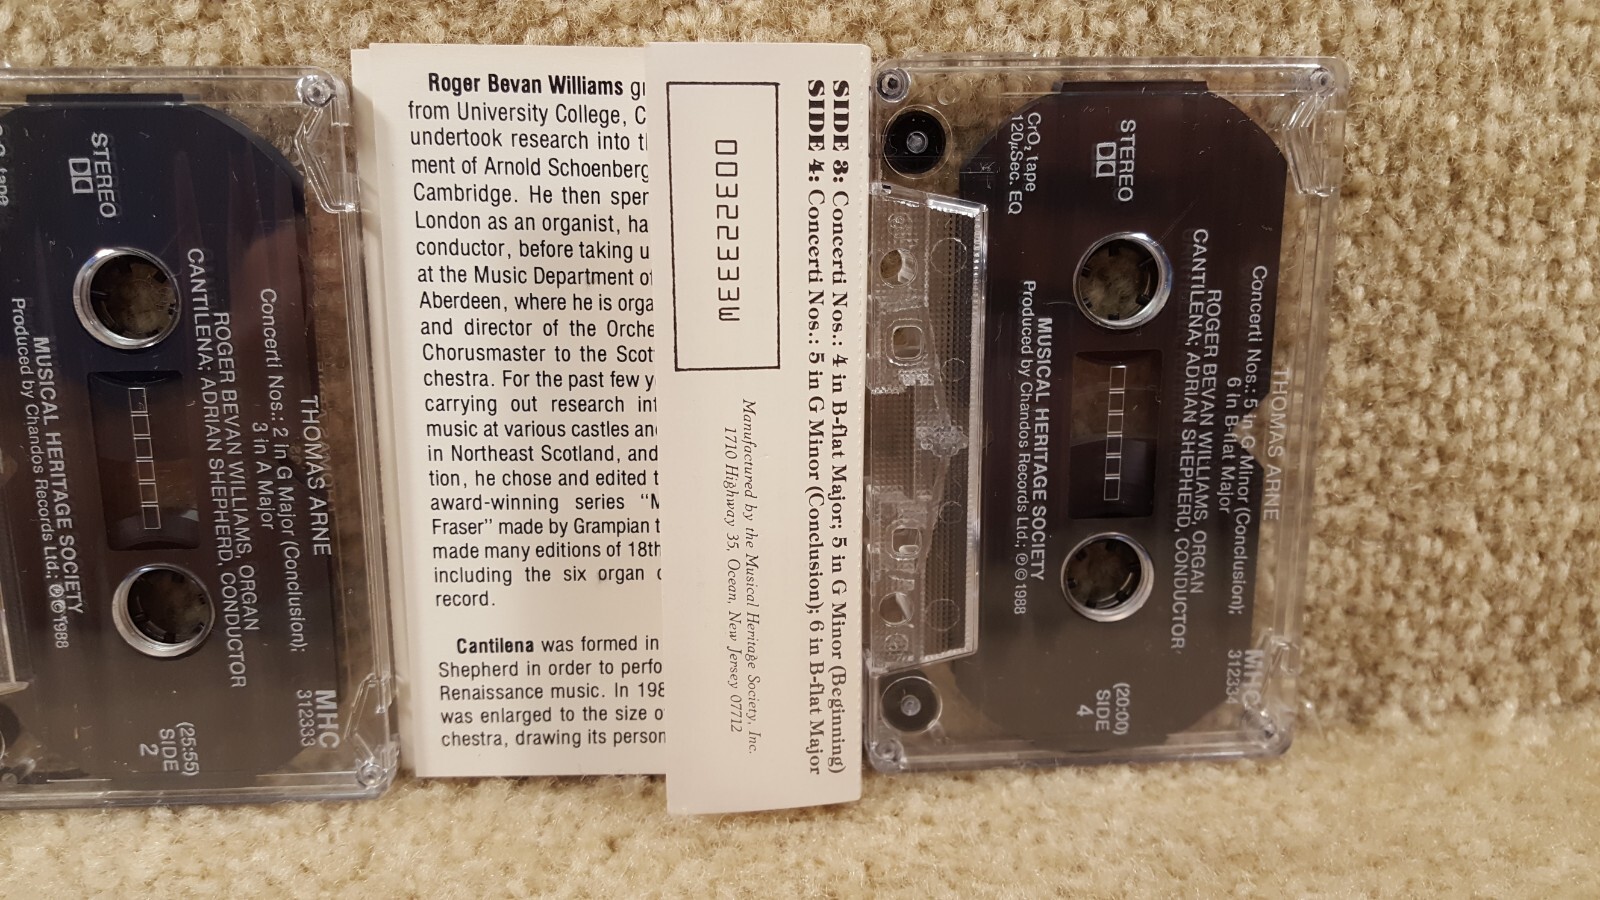 STEREO
THOMAS ARNE
Concerti Nos.: 2 in G Major (Conclusion);
3 in A Major
ROGER BEVAN WILLIAMS, ORGAN
CANTILENA; ADRIAN SHEPHERD, CONDUCTOR
MUSICAL HERITAGE SOCIETY
Produced by Chandos Records Ltd.; ℗©1988
MHC
312333
(25:55)
SIDE
2
tape
Roger Bevan Williams
from University College, C
undertook research into
ment of Arnold Schoenberg
Cambridge. He then
London as an organist,
conductor, before taking
at the Music Department of
Aberdeen, where he is
and director of the
Chorusmaster to the
chestra. For the past few
carrying out research
music at various castles
in Northeast Scotland, and
tion, he chose and edited
award-winning series "M
Fraser" made by Grampian
made many editions of 18th
including the six organ
record.
Cantilena was formed in
Shepherd in order to
Renaissance music. In 198
was enlarged to the size
chestra, drawing its
00322333W
Manufactured by the Musical Heritage Society, Inc.
1710 Highway 35, Ocean, New Jersey 07712
SIDE 3: Concerti Nos.: 4 in B-flat Major; 5 in G Minor (Beginning)
SIDE 4: Concerti Nos.: 5 in G Minor (Conclusion); 6 in B-flat Major
STEREO
CrO₂ tape
120µSec. EQ
THOMAS ARNE
Concerti Nos.: 5 in G Minor (Conclusion);
6 in B-flat Major
ROGER BEVAN WILLIAMS, ORGAN
CANTILENA; ADRIAN SHEPHERD, CONDUCTOR
MUSICAL HERITAGE SOCIETY
Produced by Chandos Records Ltd.; ℗©1988
MHC
312334
(20:00)
SIDE
4